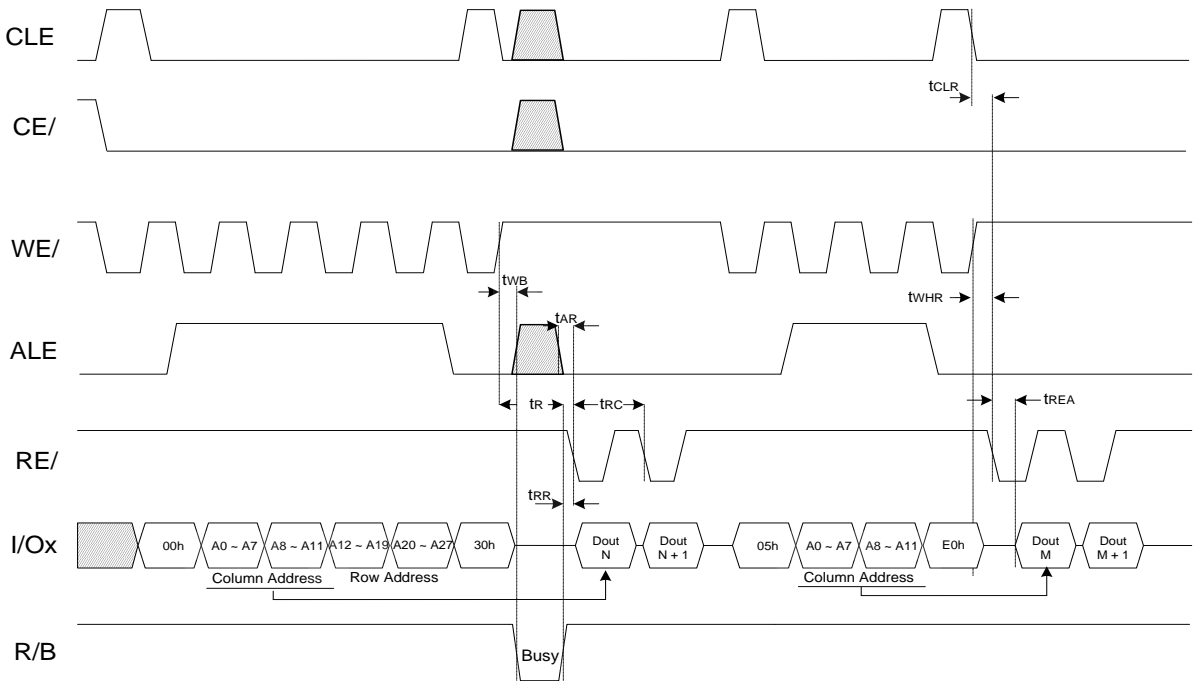 CLE
tCLR
CE/
WE/
tWB
tWHR
tAR
ALE
tR
tRC
tREA
RE/
tRR
I/Ox
00h
A0 ~ A7
A8 ~ A11
A12 ~ A19
A20 ~ A27
30h
Dout
N
Dout
N + 1
05h
A0 ~ A7
A8 ~ A11
E0h
Dout
M
Dout
M + 1
Column Address
Row Address
Column Address
R/B
Busy